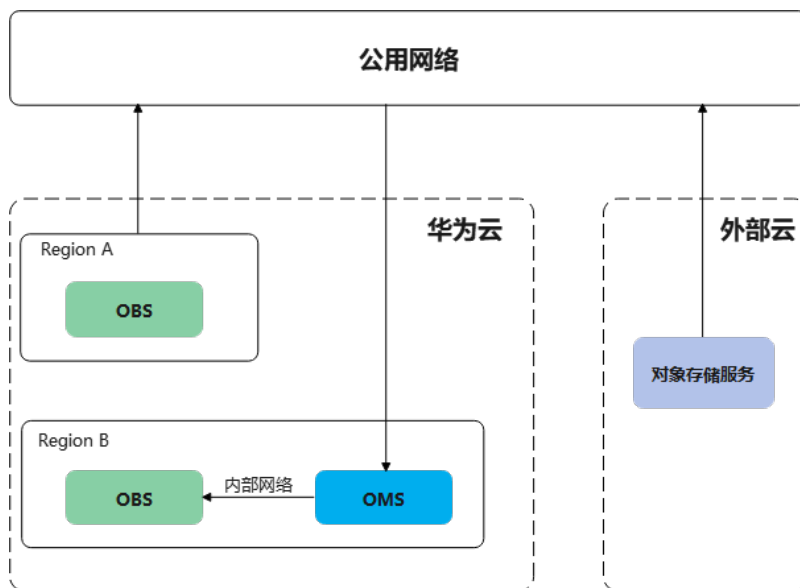 公用网络
华为云
外部云
Region A
OBS
对象存储服务
Region B
OBS
内部网络
OMS